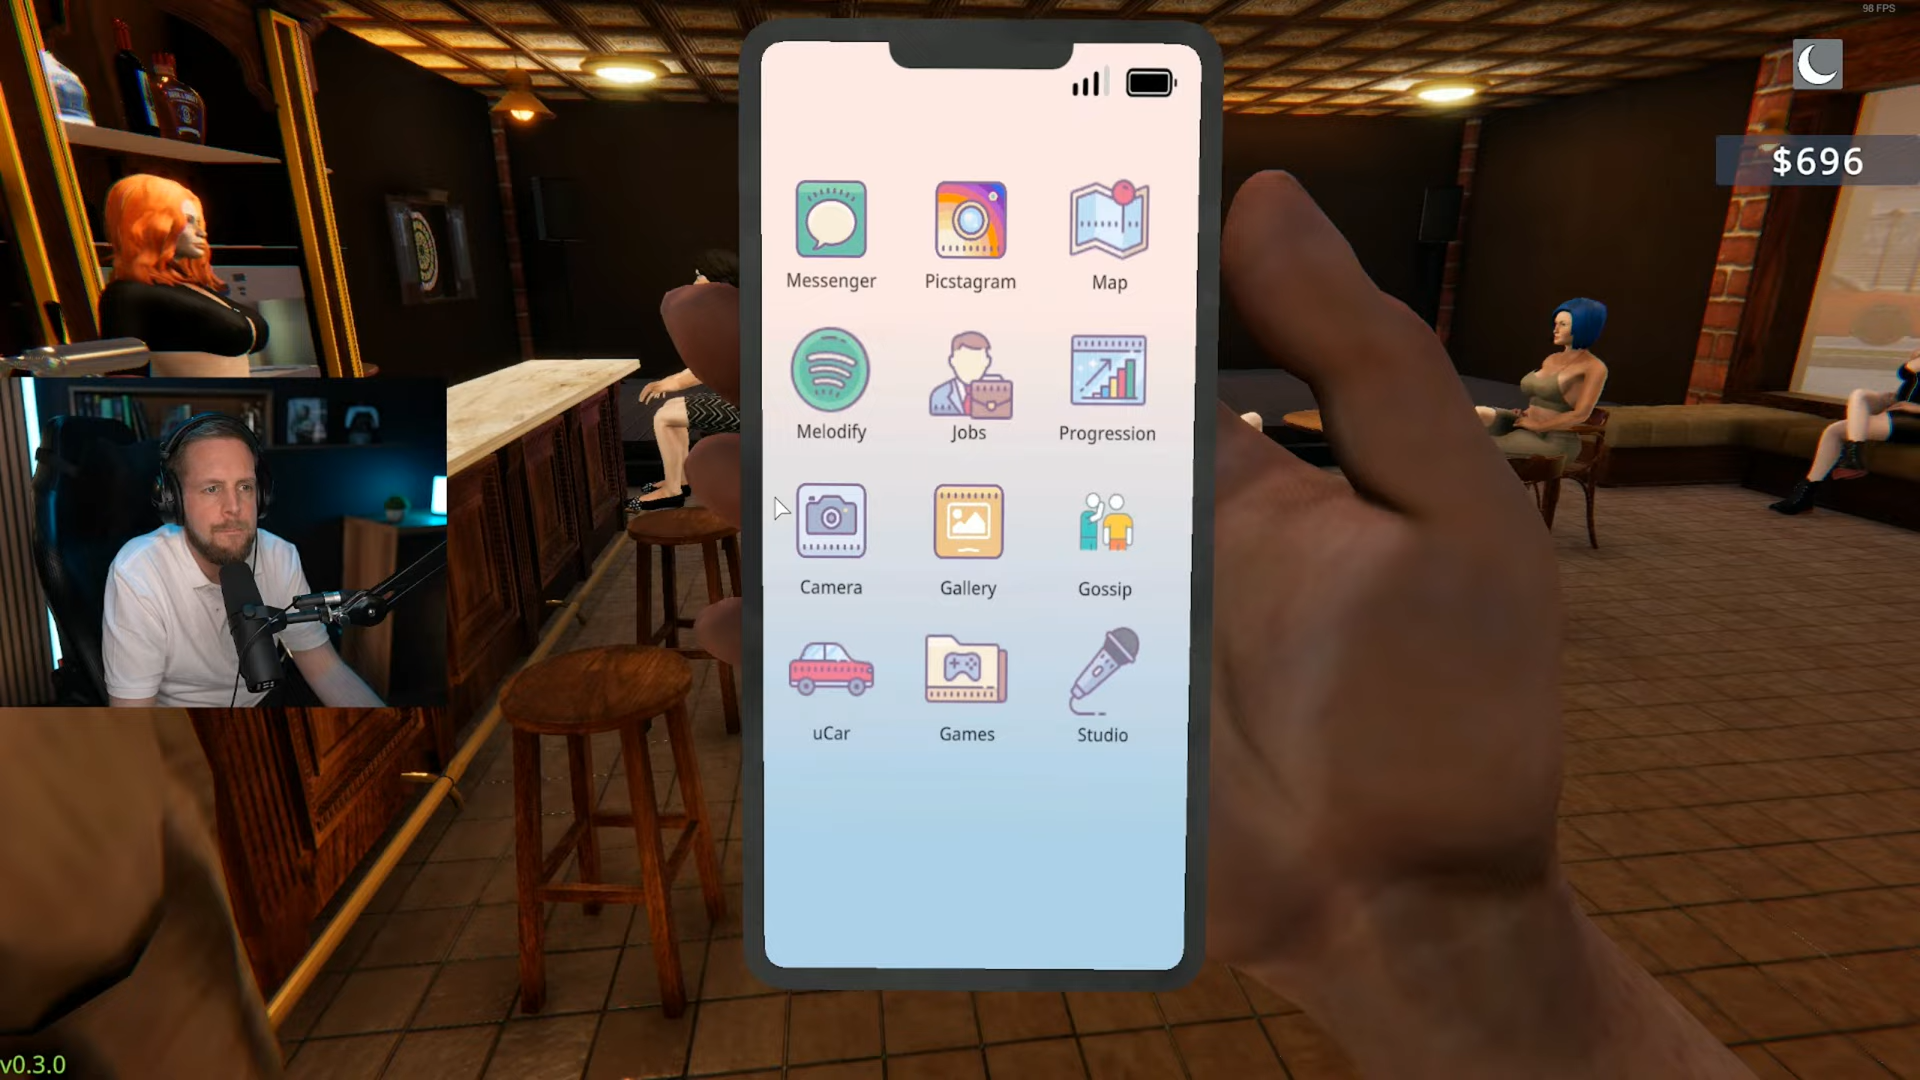 98 FPS
$696
Messenger
Picstagram
Map
Melodify
Jobs
Progression
Camera
Gallery
Gossip
uCar
Games
Studio
v0.3.0